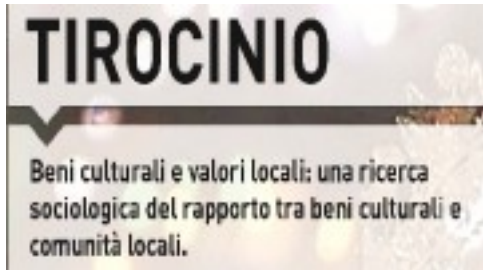 TIROCINIO
Beni culturali e valori locali: una ricerca
sociologica del rapporto tra beni culturali e
comunità locali.